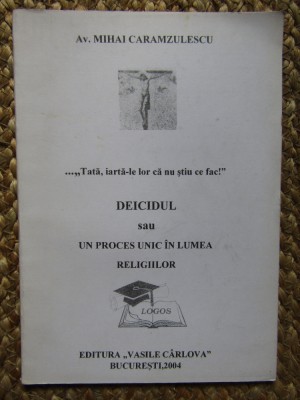 Av. MIHAI CARAMZULESCU
...„Tată, iartă-le lor că nu știu ce fac!”
DEICIDUL
sau
UN PROCES UNIC ÎN LUMEA
RELIGIILOR
LOGOS
EDITURA „VASILE CÂRLOVA”
BUCUREȘTI,2004